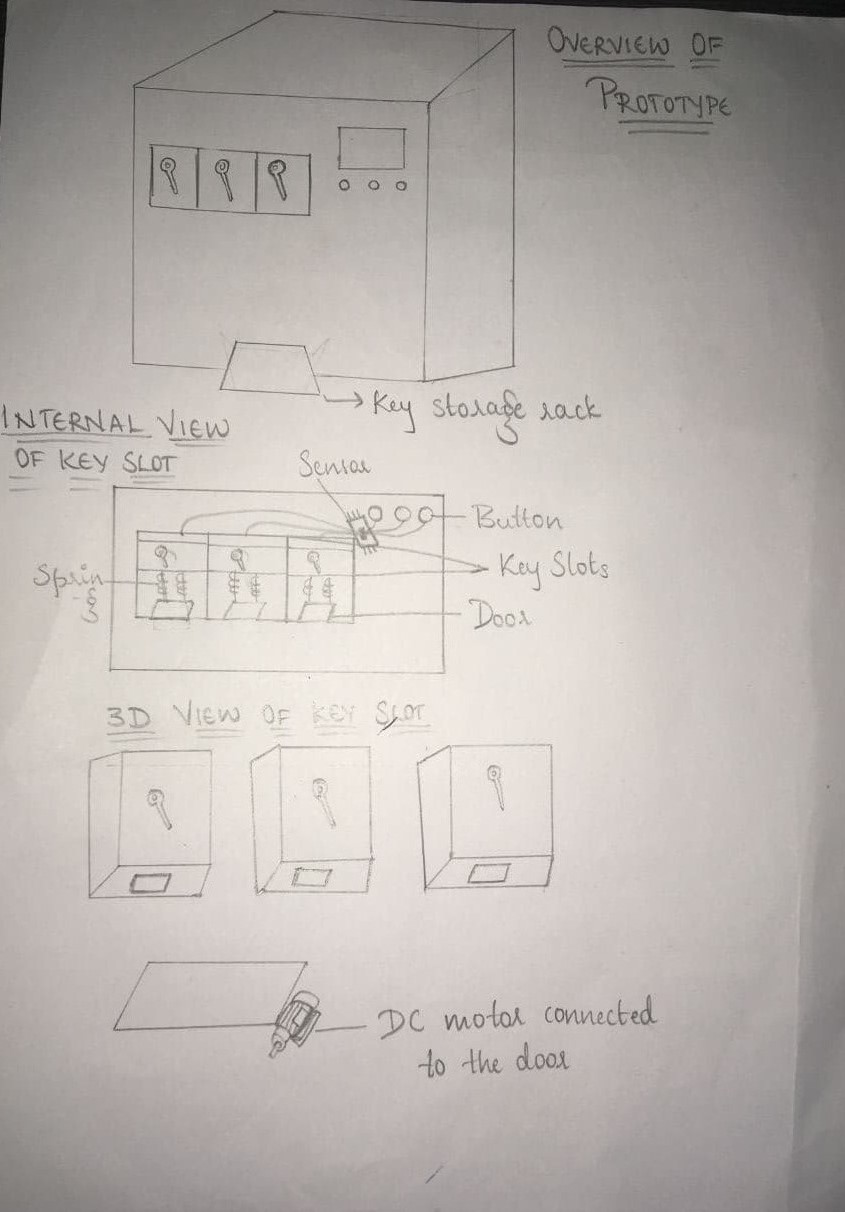 OVERVIEW OF
PROTOTYPE
Key storage rack
INTERNAL VIEW
OF KEY SLOT
Sensor
Button
Key Slots
Spring
Door
3D VIEW OF KEY SLOT
DC motor connected
to the door